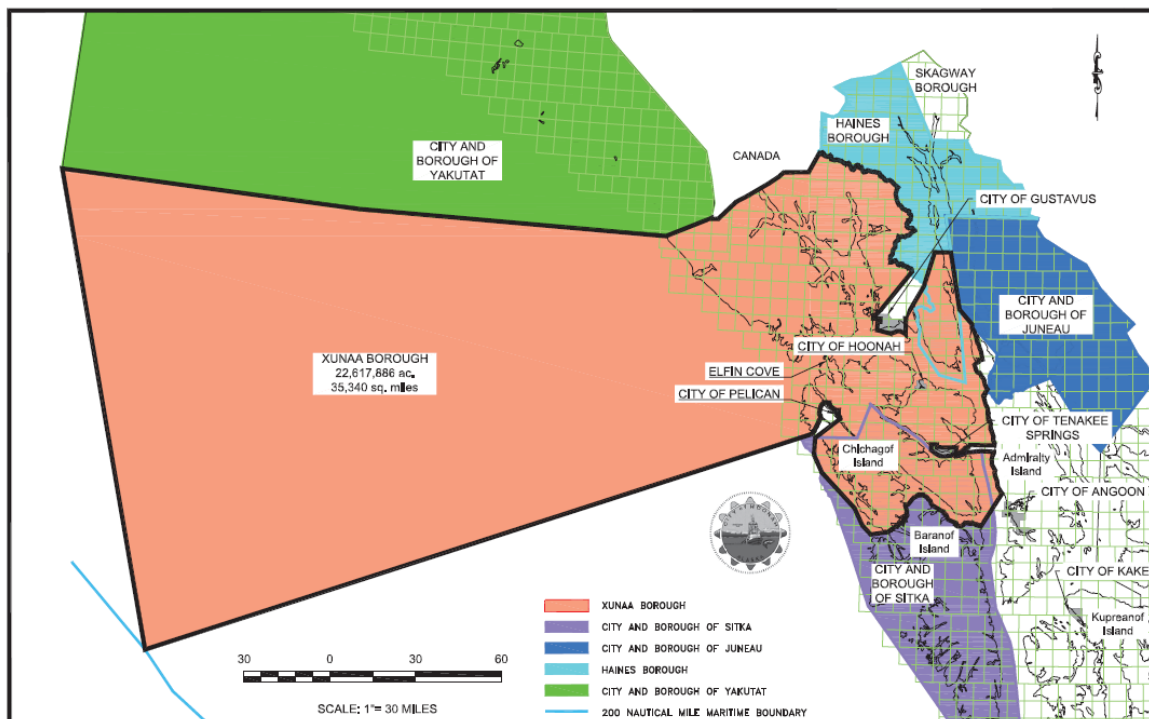 SKAGWAY
BOROUGH
HAINES
BOROUGH
CITY AND
BOROUGH OF
YAKUTAT
CANADA
CITY OF GUSTAVUS
CITY AND
BOROUGH OF
JUNEAU
XUNAA BOROUGH
22,617,886 ac.
35,340 sq. miles
CITY OF HOONAH
ELFIN COVE
CITY OF PELICAN
CITY OF TENAKEE
SPRINGS
Chichagof
Island
Admiralty
Island
CITY OF ANGOON
Baranof
Island
CITY AND
BOROUGH
OF SITKA
CITY OF KAKE
Kupreanof
Island
XUNAA BOROUGH
CITY AND BOROUGH OF SITKA
CITY AND BOROUGH OF JUNEAU
HAINES BOROUGH
CITY AND BOROUGH OF YAKUTAT
200 NAUTICAL MILE MARITIME BOUNDARY
30 0 30 60
SCALE: 1"= 30 MILES